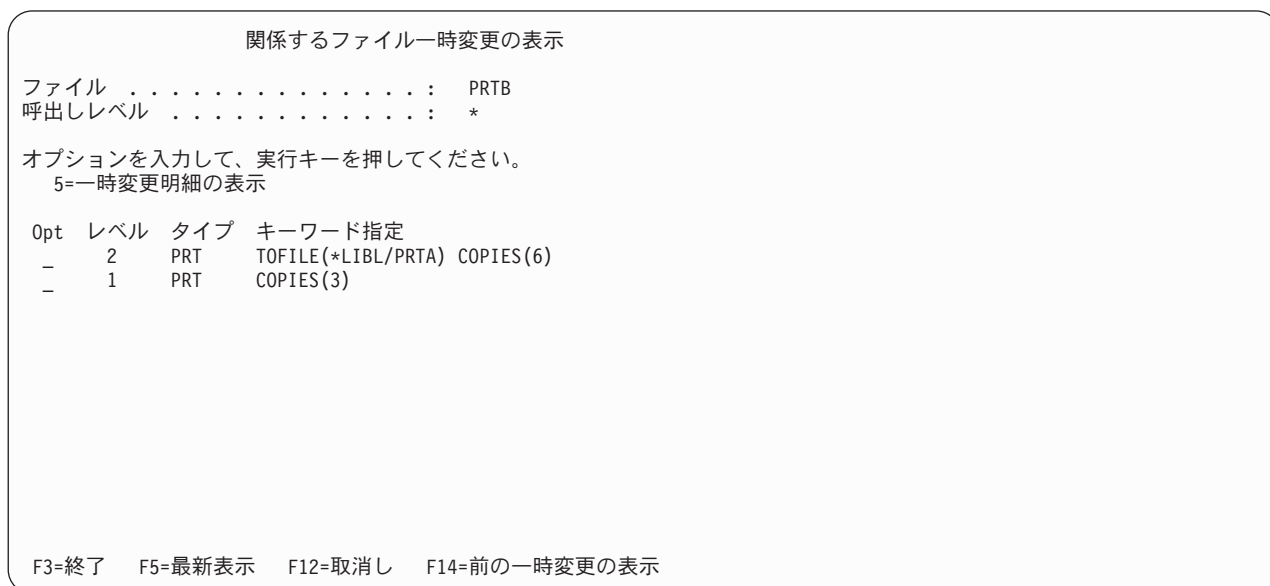 関係するファイル一時変更の表示
ファイル . . . . . . . . . . . . . . : PRTB
呼出しレベル . . . . . . . . . . . . : *
オプションを入力して、実行キーを押してください。
5=一時変更明細の表示
Opt レベル タイプ キーワード指定
_ 2 PRT TOFILE(*LIBL/PRTA) COPIES(6)
_ 1 PRT COPIES(3)
F3=終了 F5=最新表示 F12=取消し F14=前の一時変更の表示